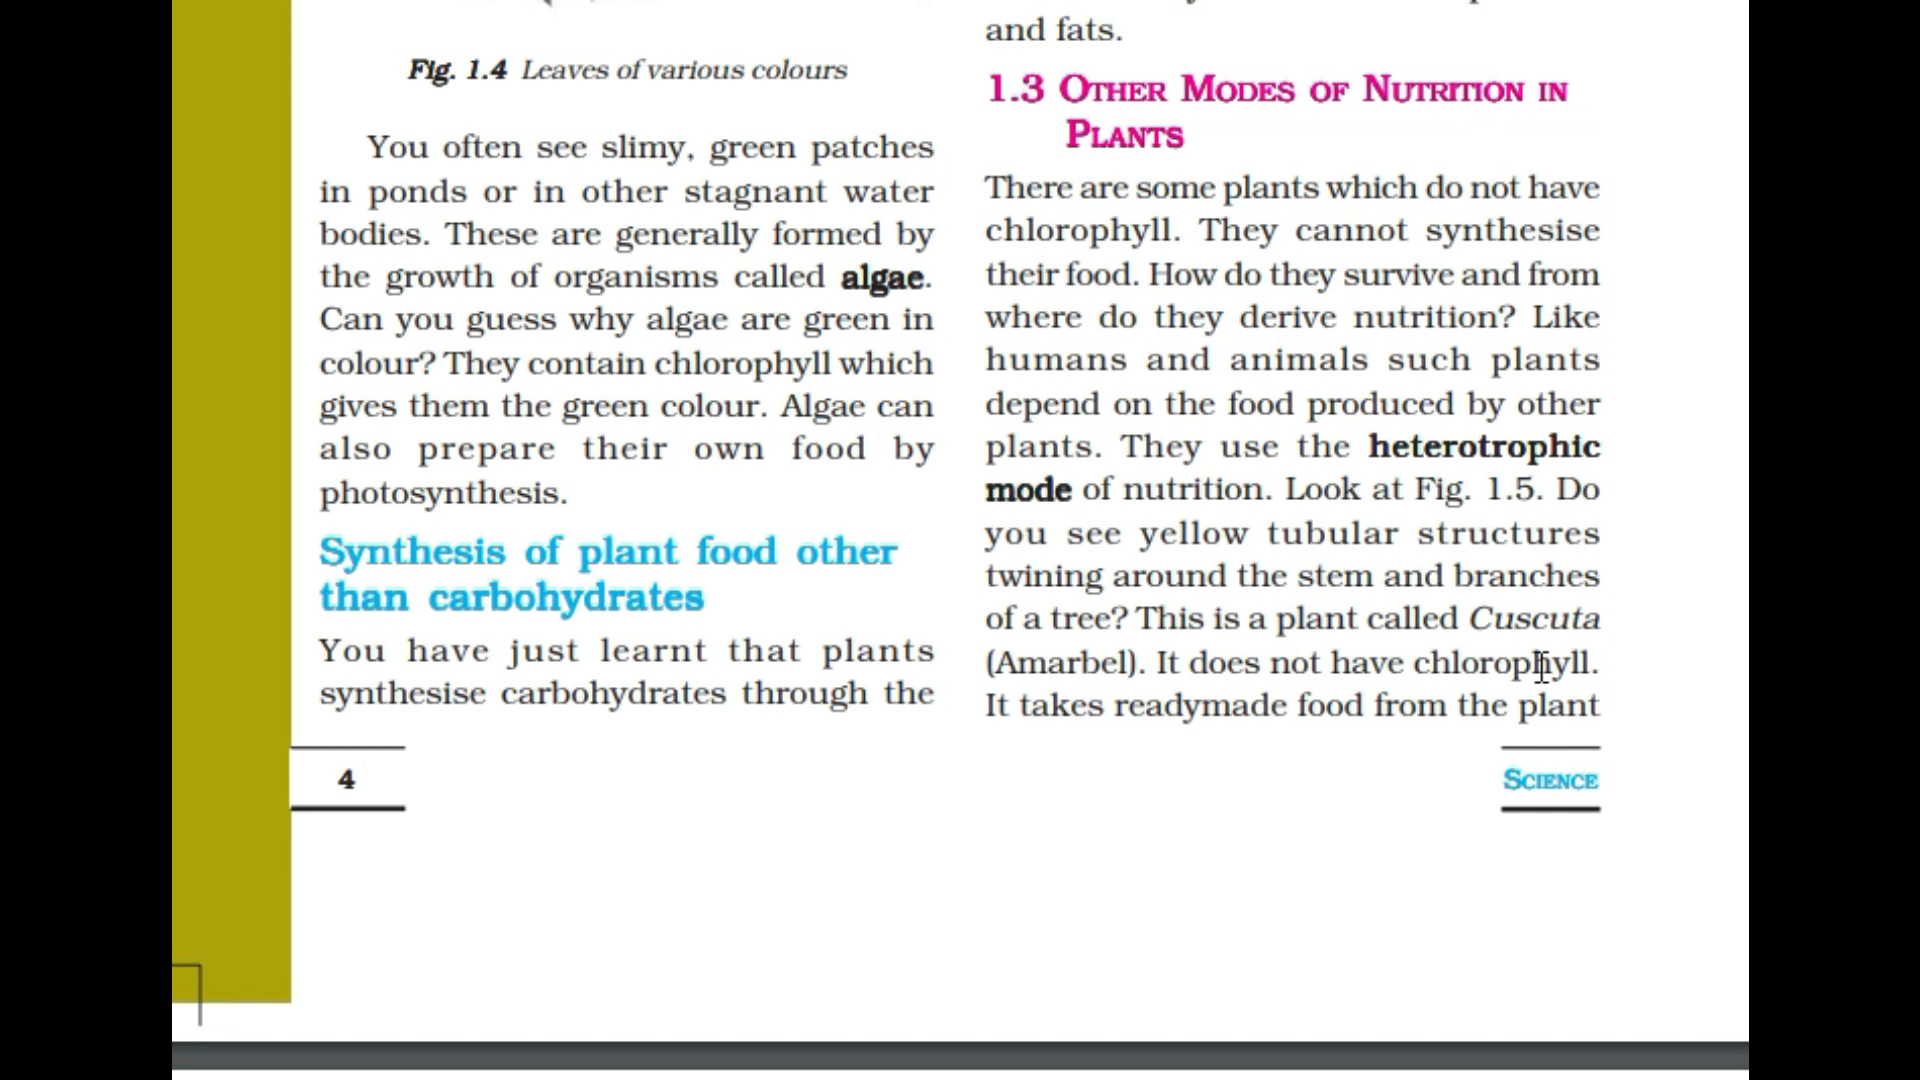 Fig. 1.4 Leaves of various colours
You often see slimy, green patches
in ponds or in other stagnant water
bodies. These are generally formed by
the growth of organisms called algae.
Can you guess why algae are green in
colour? They contain chlorophyll which
gives them the green colour. Algae can
also prepare their own food by
photosynthesis.
Synthesis of plant food other
than carbohydrates
You have just learnt that plants
synthesise carbohydrates through the
and fats.
1.3 OTHER MODES OF NUTRITION IN
PLANTS
There are some plants which do not have
chlorophyll. They cannot synthesise
their food. How do they survive and from
where do they derive nutrition? Like
humans and animals such plants
depend on the food produced by other
plants. They use the heterotrophic
mode of nutrition. Look at Fig. 1.5. Do
you see yellow tubular structures
twining around the stem and branches
of a tree? This is a plant called Cuscuta
(Amarbel). It does not have chlorophyll.
It takes readymade food from the plant
4
SCIENCE